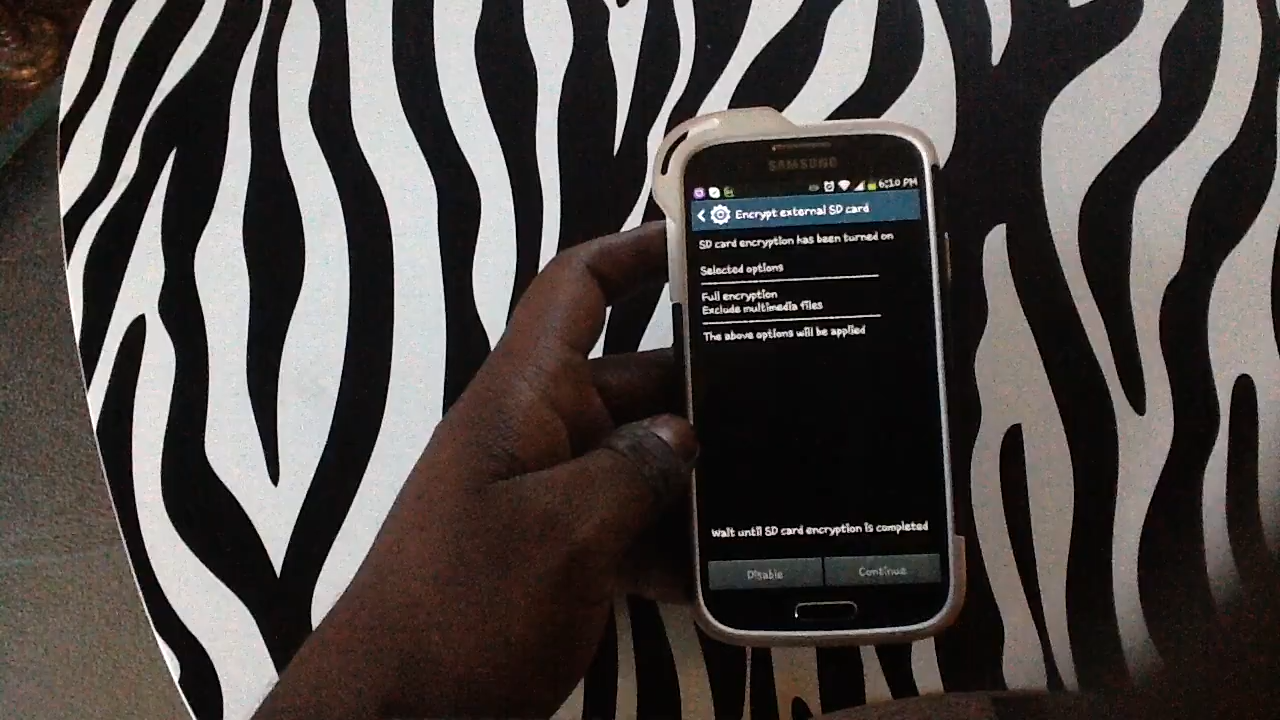 SAMSUNG
6:10 PM
Encrypt external SD card
SD card encryption has been turned on
Selected options
Full encryption
Exclude multimedia files
The above options will be applied
Wait until SD card encryption is completed
Disable
Continue